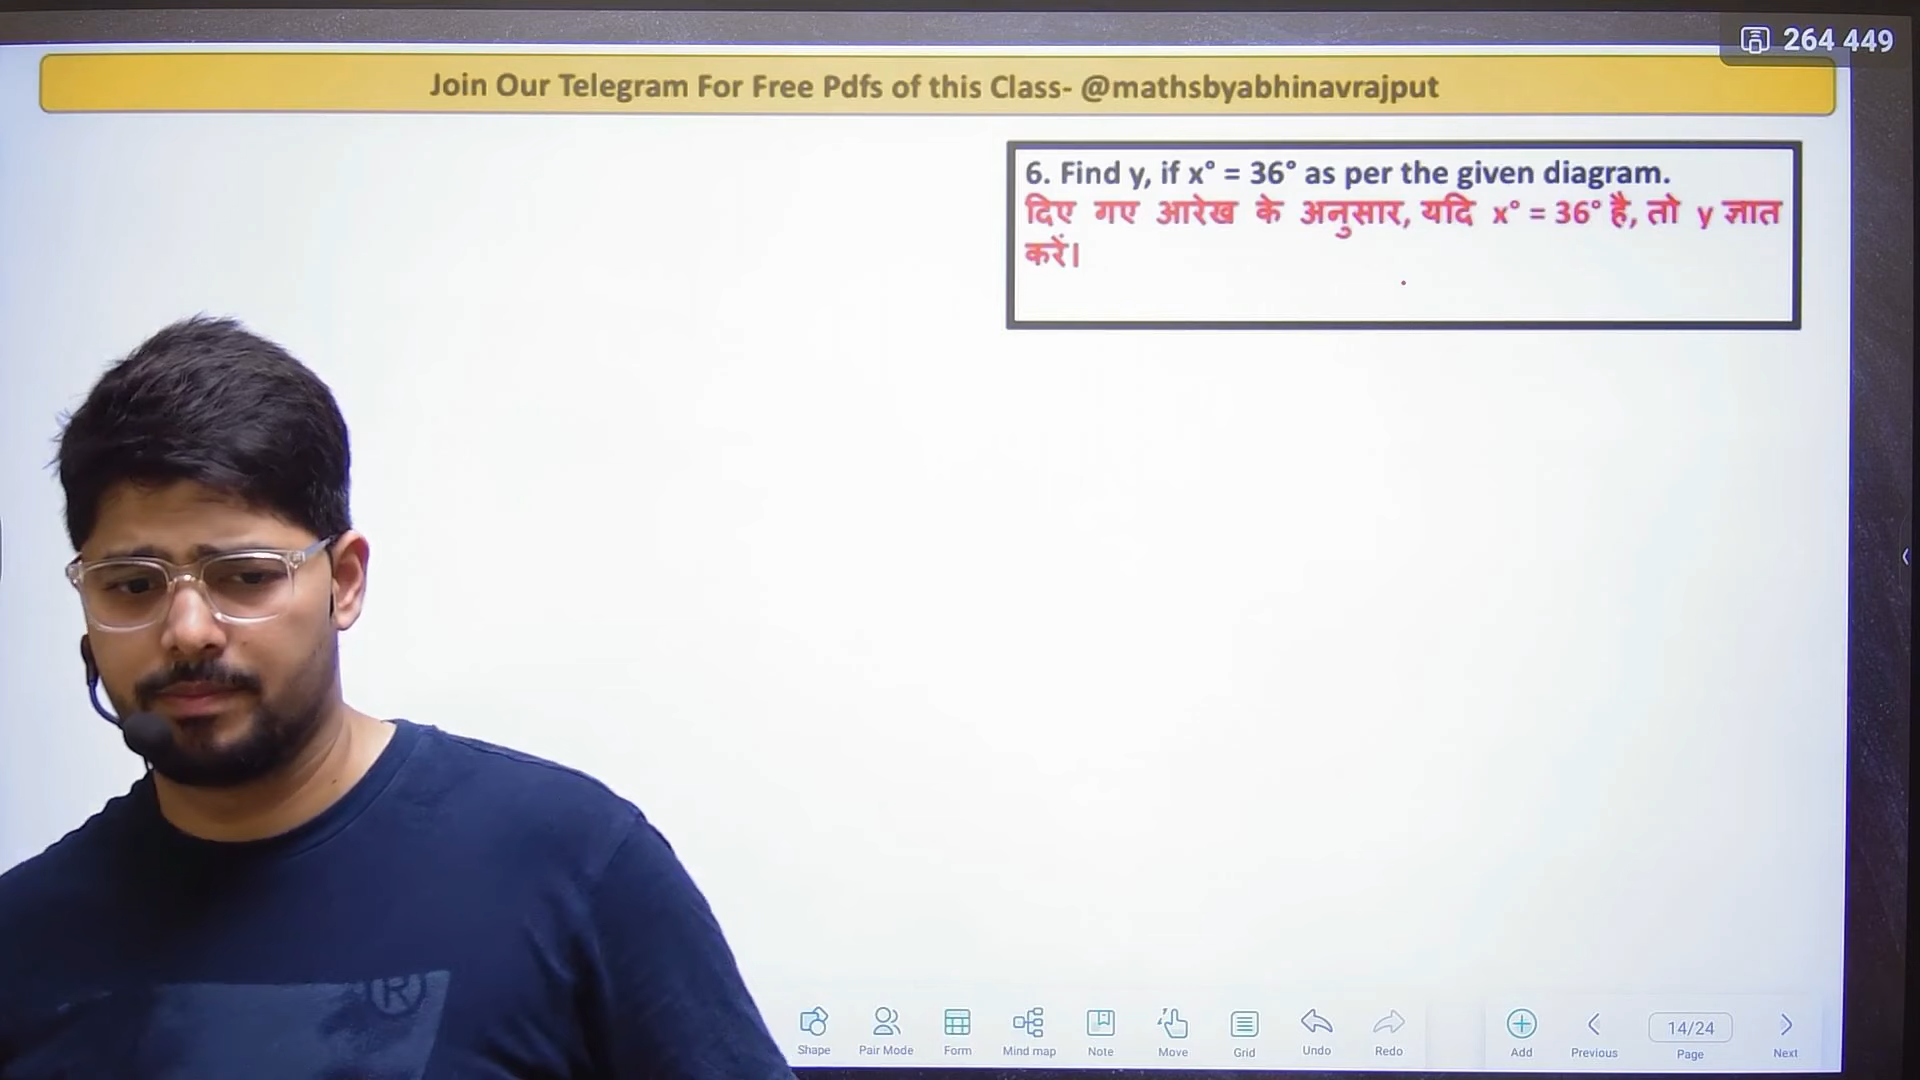 264 449
Join Our Telegram For Free Pdfs of this Class- @mathsbyabhinavrajput
6. Find y, if x° = 36° as per the given diagram.
दिए गए आरेख के अनुसार, यदि x° = 36° है, तो y ज्ञात
करें।
®
Shape
Pair Mode
Form
Mind map
Note
Move
Grid
Undo
Redo
Add
Previous
14/24
Page
Next